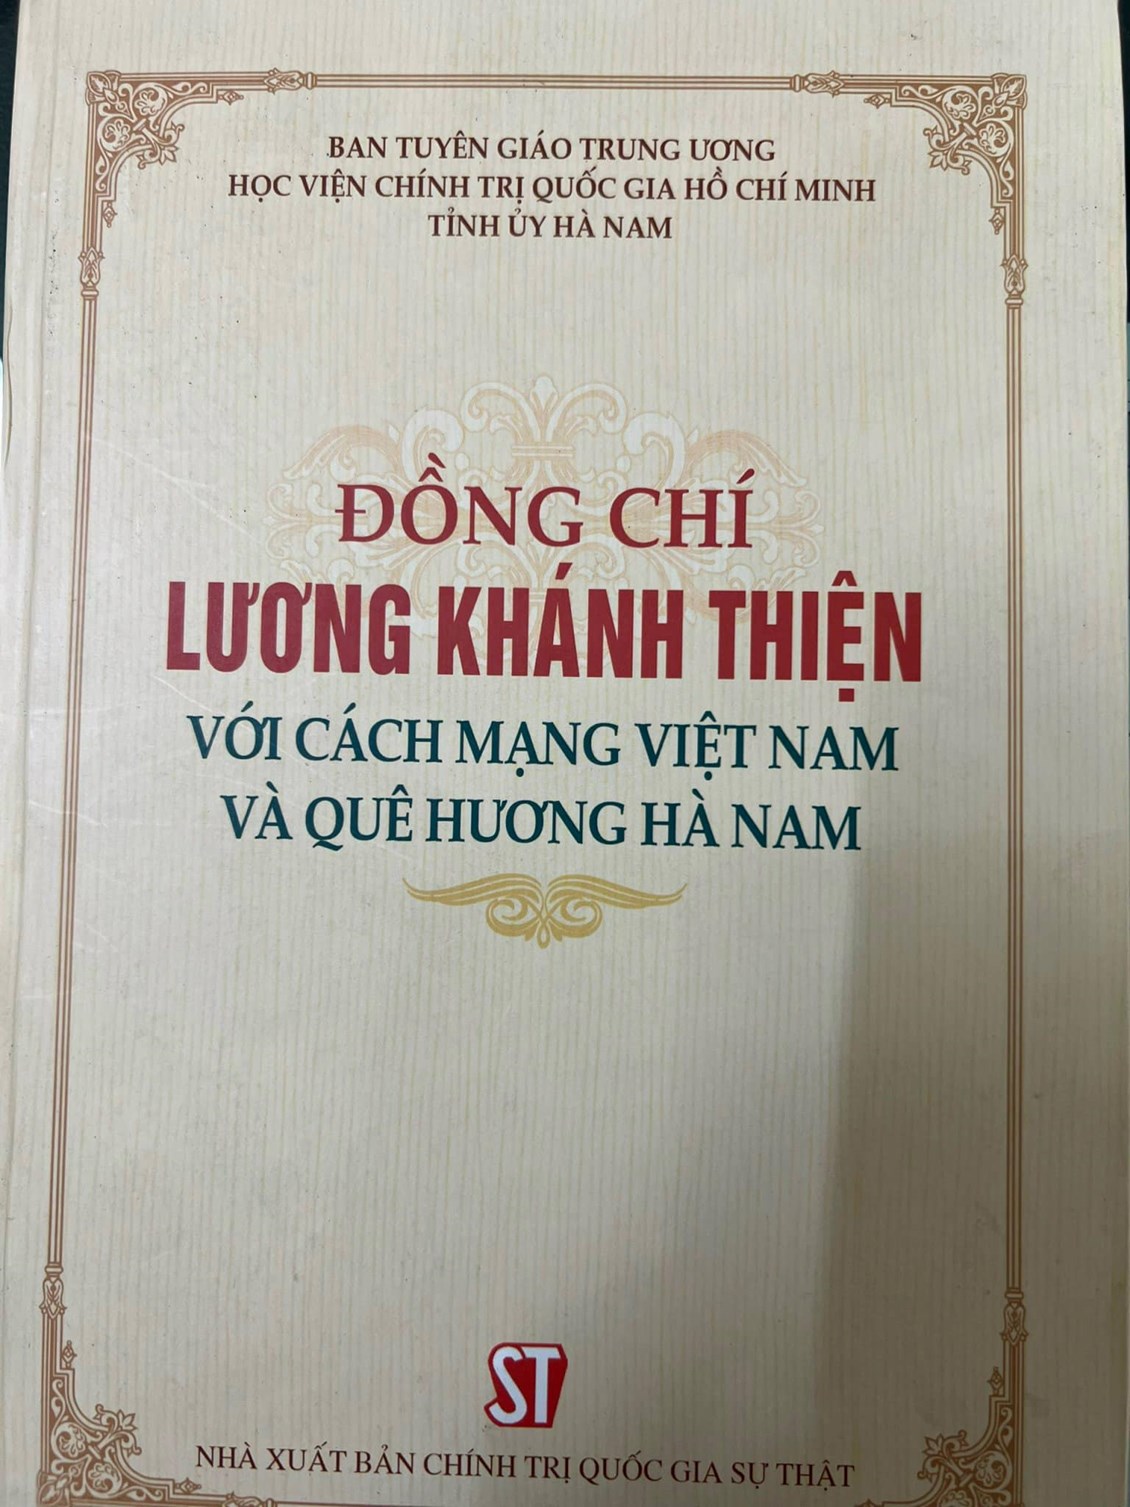 BAN TUYÊN GIÁO TRUNG ƯƠNG
HỌC VIỆN CHÍNH TRỊ QUỐC GIA HỒ CHÍ MINH
TỈNH ỦY HÀ NAM
ĐỒNG CHÍ
LƯƠNG KHÁNH THIỆN
VỚI CÁCH MẠNG VIỆT NAM
VÀ QUÊ HƯƠNG HÀ NAM
ST
NHÀ XUẤT BẢN CHÍNH TRỊ QUỐC GIA SỰ THẬT